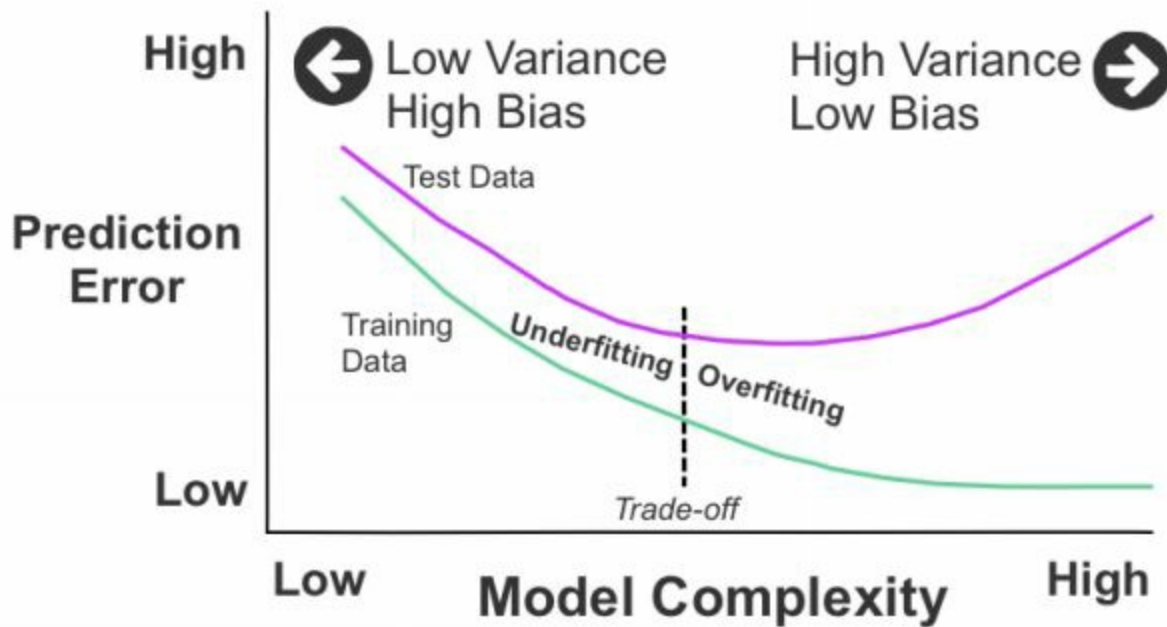 High
Low Variance
High Bias
High Variance
Low Bias
Test Data
Prediction
Error
Training
Data
Underfitting
Overfitting
Low
Trade-off
Low
Model Complexity
High